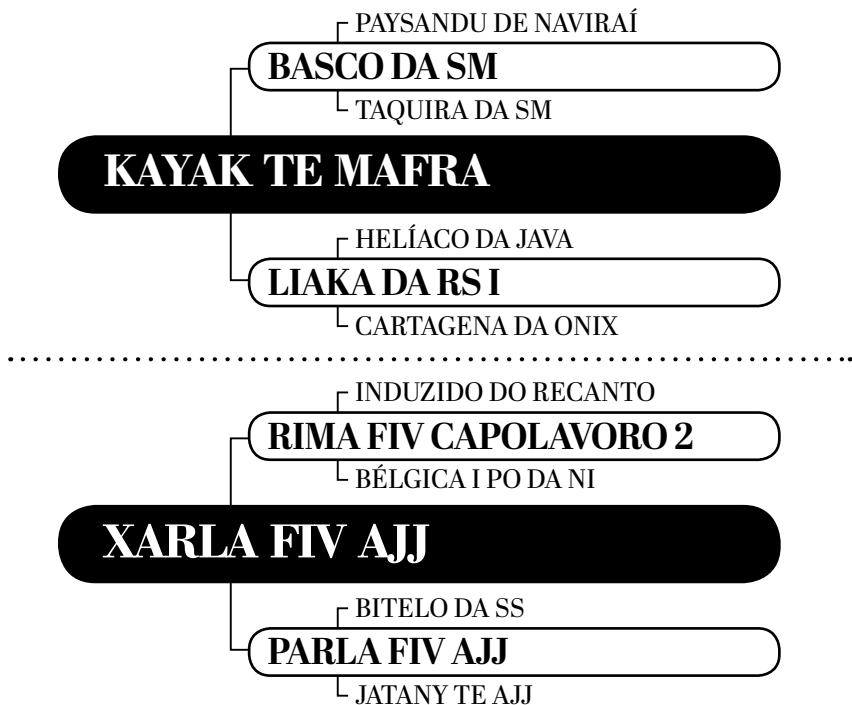 PAYSANDU DE NAVIRAÍ
BASCO DA SM
TAQUIRA DA SM
KAYAK TE MAFRA
HELÍACO DA JAVA
LIAKA DA RS I
CARTAGENA DA ONIX
INDUZIDO DO RECANTO
RIMA FIV CAPOLAVORO 2
BÉLGICA I PO DA NI
XARLA FIV AJJ
BITELO DA SS
PARLA FIV AJJ
JATANY TE AJJ